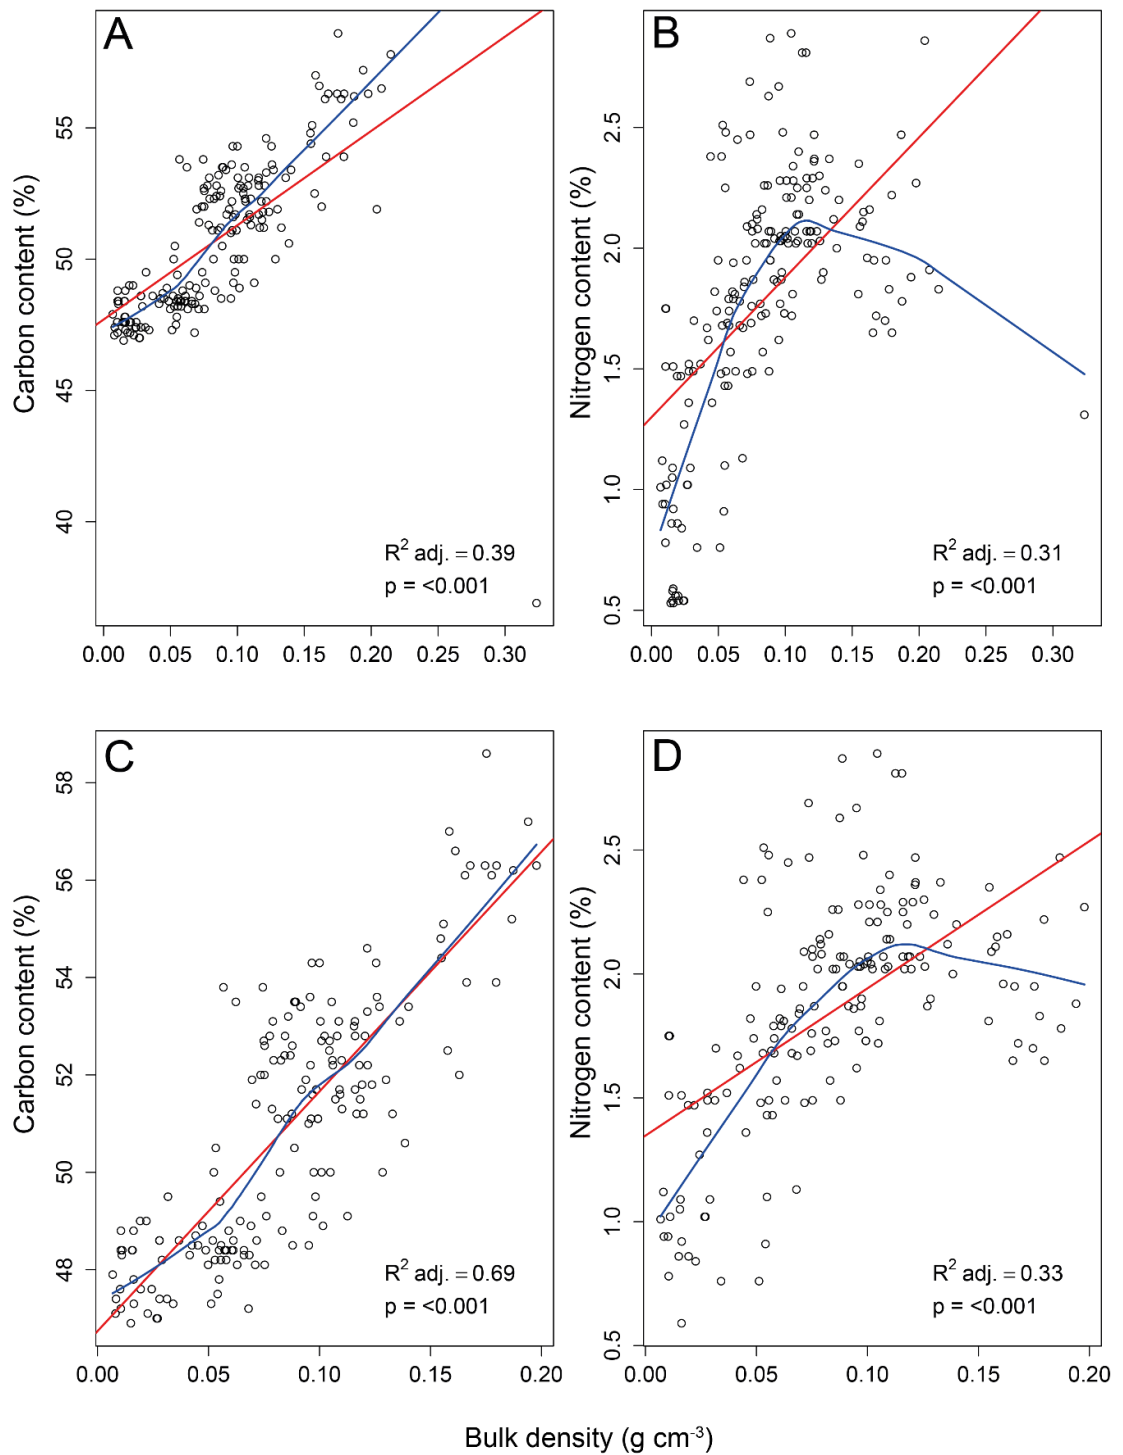 A
Carbon content (%)
55
50
45
40
R² adj. = 0.39
p = <0.001
0.00 0.05 0.10 0.15 0.20 0.25 0.30
B
Nitrogen content (%)
2.5
2.0
1.5
1.0
0.5
R² adj. = 0.31
p = <0.001
0.00 0.05 0.10 0.15 0.20 0.25 0.30
C
Carbon content (%)
58
56
54
52
50
48
R² adj. = 0.69
p = <0.001
0.00 0.05 0.10 0.15 0.20
D
Nitrogen content (%)
2.5
2.0
1.5
1.0
0.5
R² adj. = 0.33
p = <0.001
0.00 0.05 0.10 0.15 0.20
Bulk density (g cm⁻³)